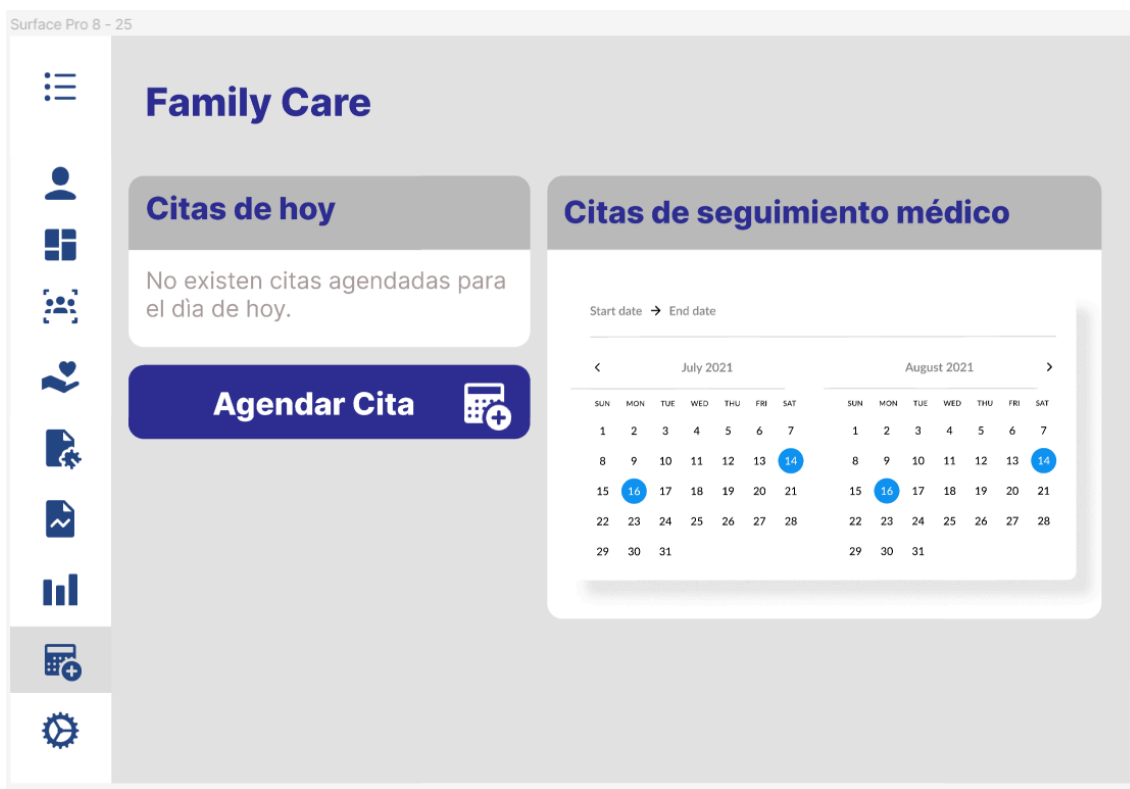 Surface Pro 8 - 25
Family Care
Citas de hoy
No existen citas agendadas para
el dìa de hoy.
Agendar Cita
Citas de seguimiento médico
Start date → End date
July 2021
SUN MON TUE WED THU FRI SAT
1 2 3 4 5 6 7
8 9 10 11 12 13 14
15 16 17 18 19 20 21
22 23 24 25 26 27 28
29 30 31
August 2021
SUN MON TUE WED THU FRI SAT
1 2 3 4 5 6 7
8 9 10 11 12 13 14
15 16 17 18 19 20 21
22 23 24 25 26 27 28
29 30 31